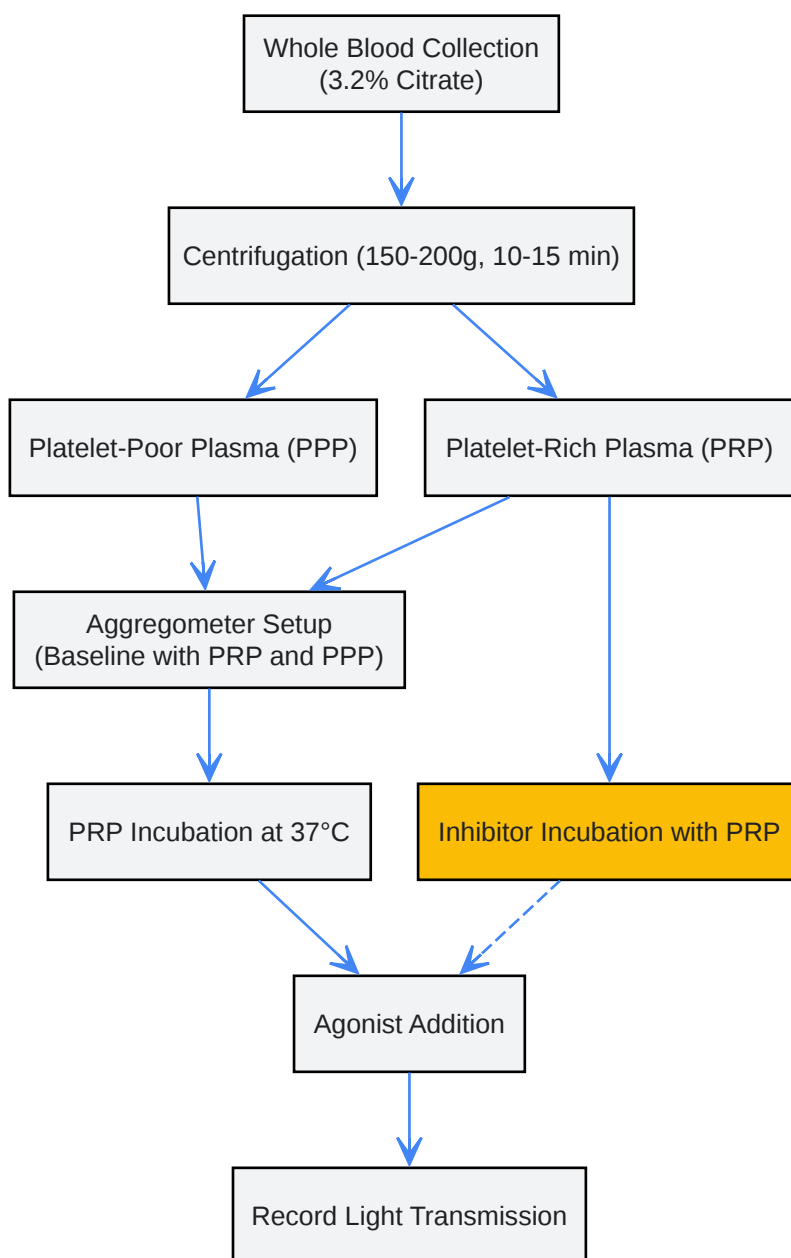 Whole Blood Collection
(3.2% Citrate)
Centrifugation (150-200g, 10-15 min)
Platelet-Poor Plasma (PPP)
Platelet-Rich Plasma (PRP)
Aggregometer Setup
(Baseline with PRP and PPP)
PRP Incubation at 37°C
Inhibitor Incubation with PRP
Agonist Addition
Record Light Transmission